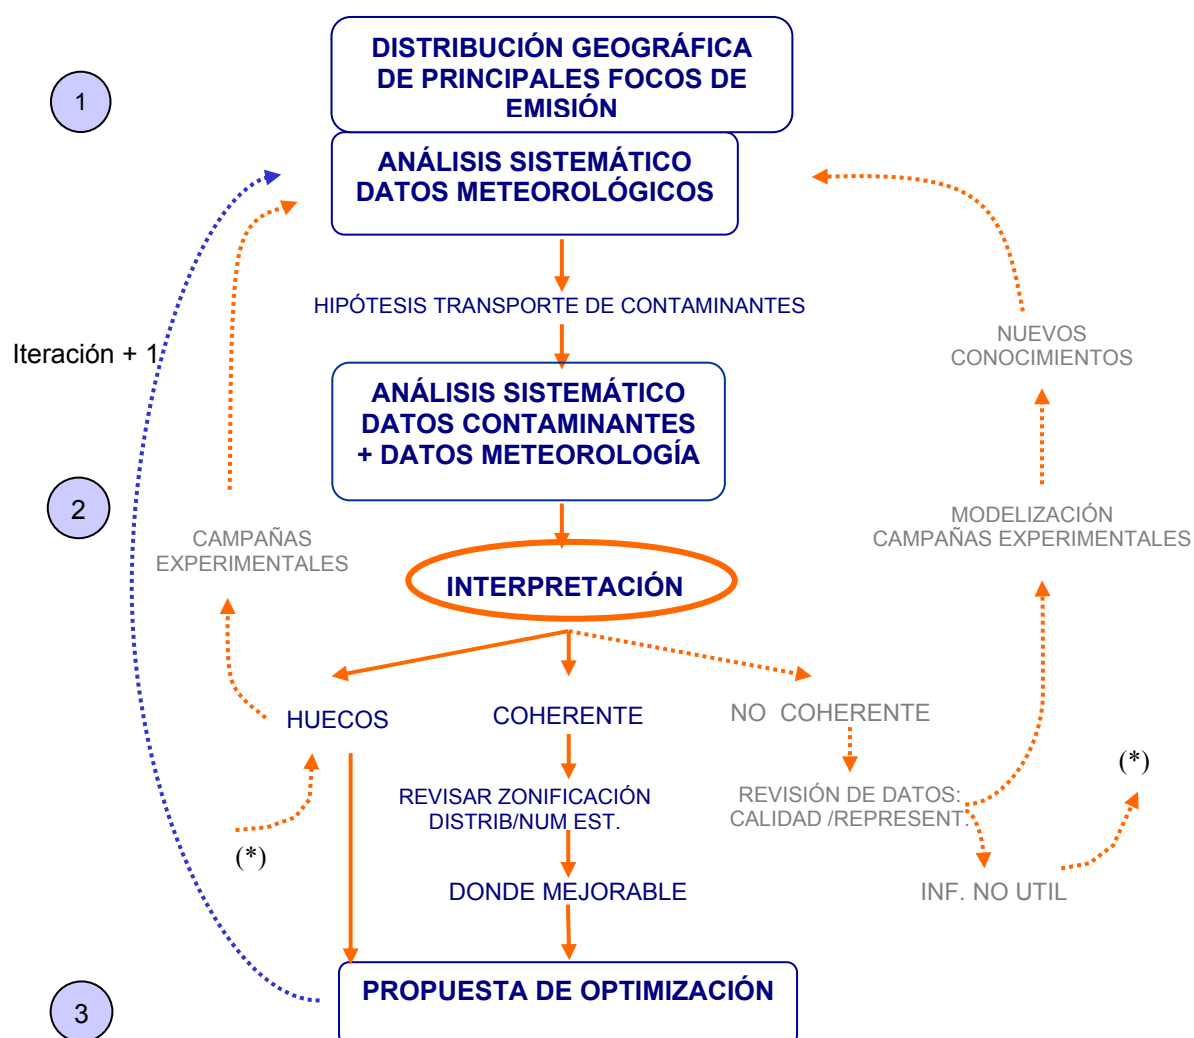 1
DISTRIBUCIÓN GEOGRÁFICA
DE PRINCIPALES FOCOS DE
EMISIÓN
ANÁLISIS SISTEMÁTICO
DATOS METEOROLÓGICOS
HIPÓTESIS TRANSPORTE DE CONTAMINANTES
Iteración + 1
NUEVOS
CONOCIMIENTOS
ANÁLISIS SISTEMÁTICO
DATOS CONTAMINANTES
+ DATOS METEOROLOGÍA
2
CAMPAÑAS
EXPERIMENTALES
MODELIZACIÓN
CAMPAÑAS EXPERIMENTALES
INTERPRETACIÓN
HUECOS
COHERENTE
NO COHERENTE
(*)
REVISAR ZONIFICACIÓN
DISTRIB/NUM EST.
REVISIÓN DE DATOS:
CALIDAD /REPRESENT.
(*)
DONDE MEJORABLE
INF. NO UTIL
PROPUESTA DE OPTIMIZACIÓN
3